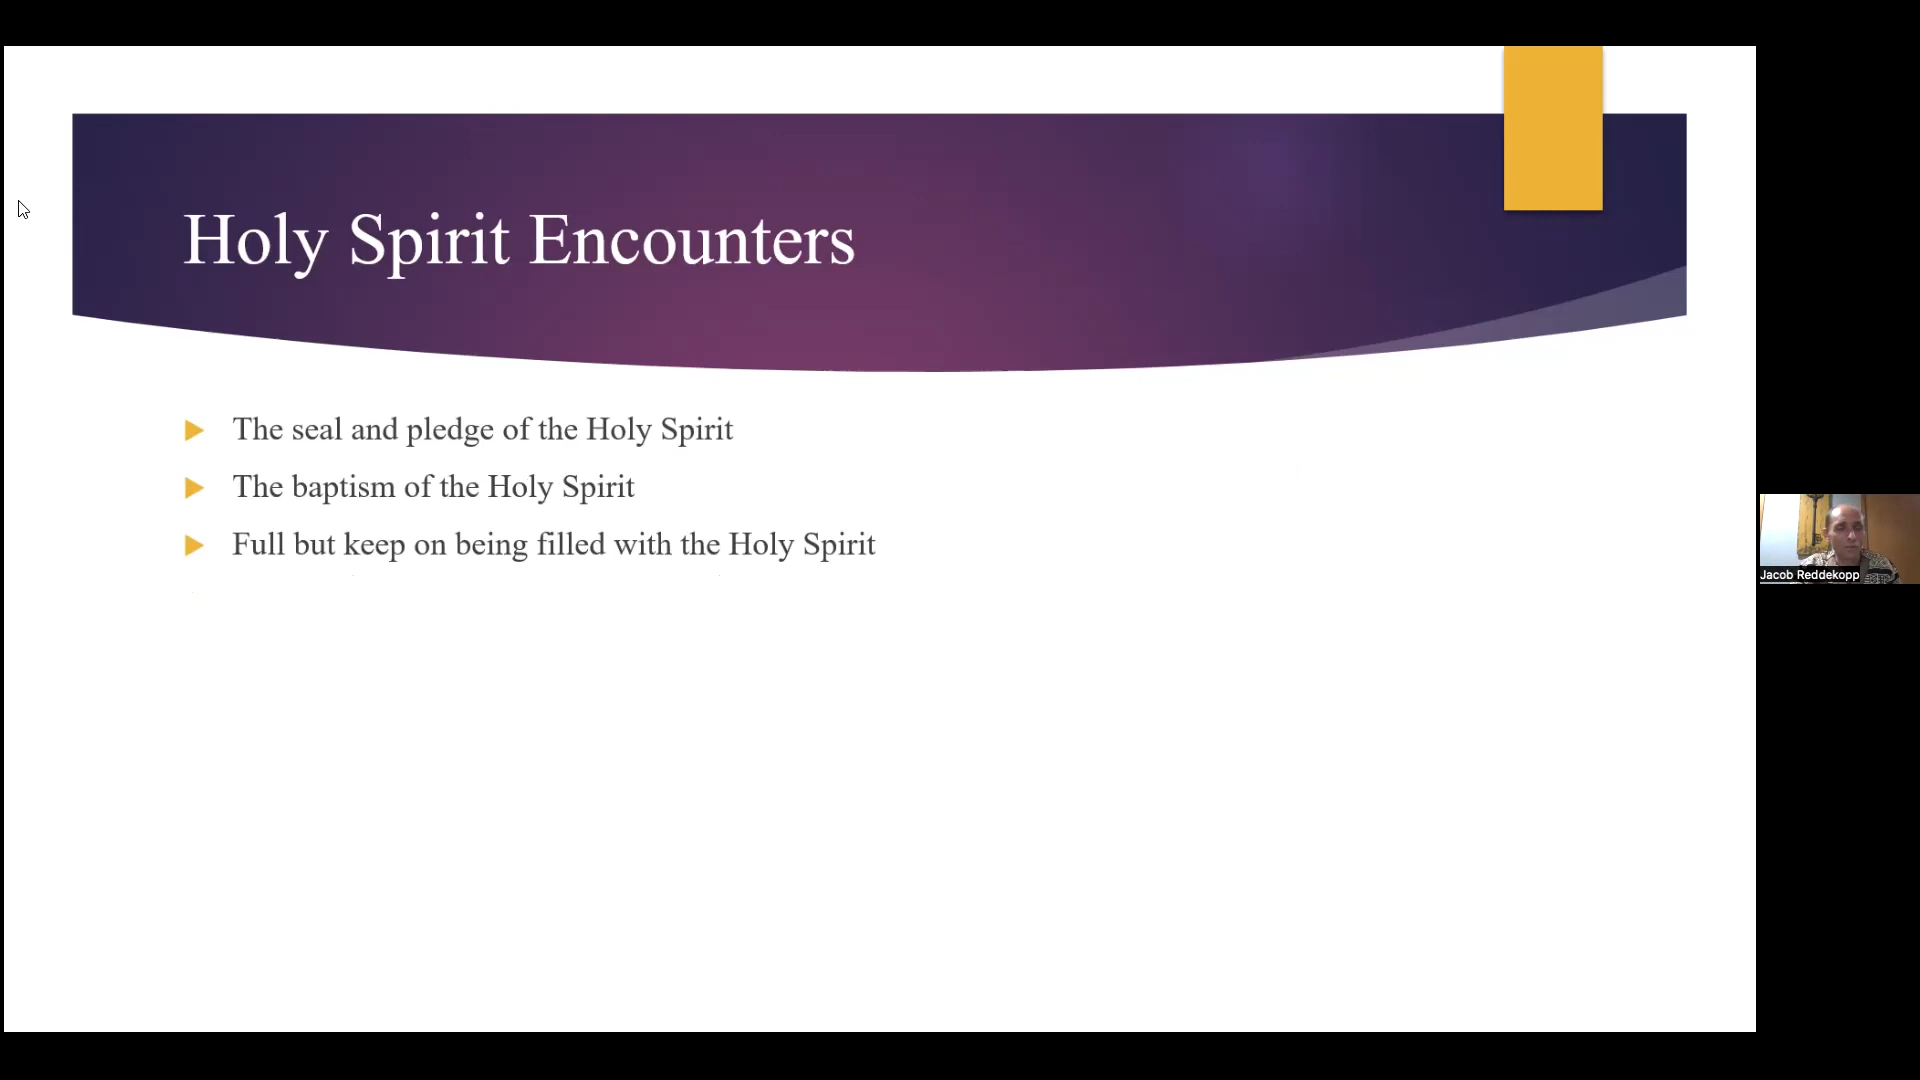 Holy Spirit Encounters
The seal and pledge of the Holy Spirit
The baptism of the Holy Spirit
Full but keep on being filled with the Holy Spirit
Jacob Reddekopp